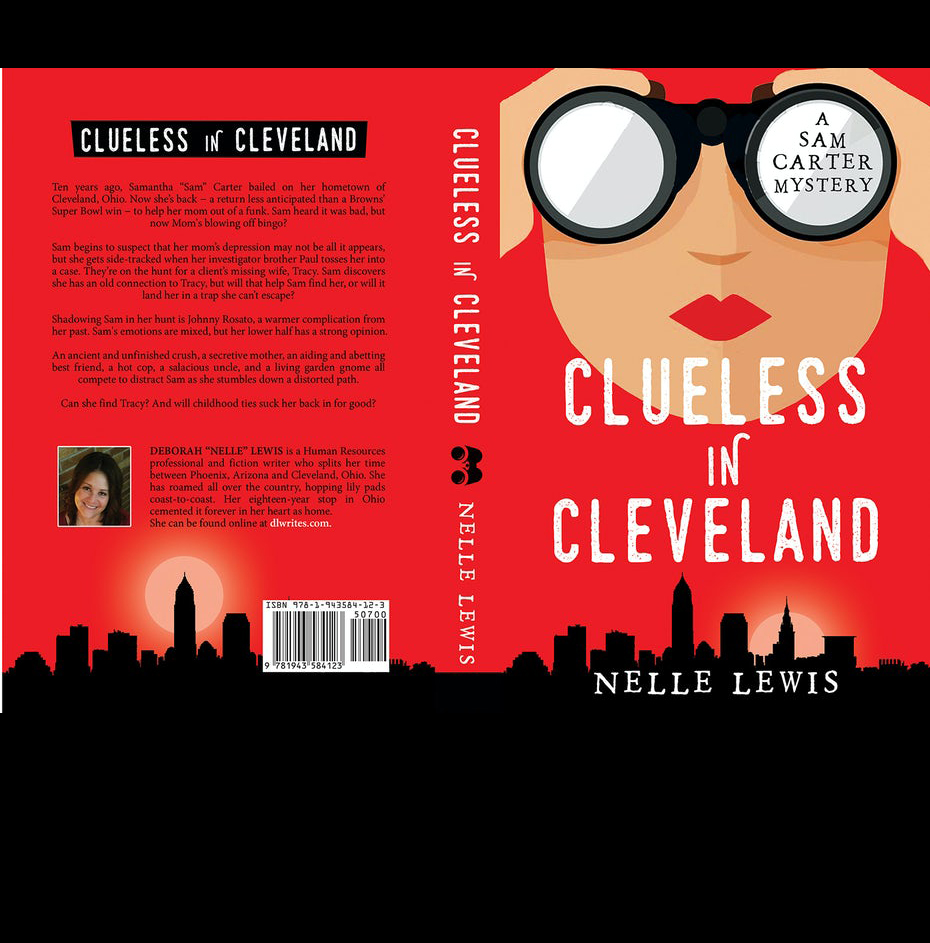 CLUELESS IN CLEVELAND
Ten years ago, Samantha “Sam” Carter bailed on her hometown of
Cleveland, Ohio. Now she’s back – a return less anticipated than a Browns’
Super Bowl win – to help her mom out of a funk. Sam heard it was bad, but
now Mom’s blowing off bingo?
Sam begins to suspect that her mom’s depression may not be all it appears,
but she gets side-tracked when her investigator brother Paul tosses her into
a case. They’re on the hunt for a client’s missing wife, Tracy. Sam discovers
she has an old connection to Tracy, but will that help Sam find her, or will it
land her in a trap she can’t escape?
Shadowing Sam in her hunt is Johnny Rosato, a warmer complication from
her past. Sam’s emotions are mixed, but her lower half has a strong opinion.
An ancient and unfinished crush, a secretive mother, an aiding and abetting
best friend, a hot cop, a salacious uncle, and a living garden gnome all
compete to distract Sam as she stumbles down a distorted path.
Can she find Tracy? And will childhood ties suck her back in for good?
DEBORAH “NELLE” LEWIS is a Human Resources
professional and fiction writer who splits her time
between Phoenix, Arizona and Cleveland, Ohio. She
has roamed all over the country, hopping lily pads
coast-to-coast. Her eighteen-year stop in Ohio
cemented it forever in her heart as home.
She can be found online at dlwrites.com.
ISBN 978-1-943584-12-3
50700
9 781943 584123
CLUELESS IN CLEVELAND
NELLE LEWIS
A
SAM
CARTER
MYSTERY
CLUELESS
IN
CLEVELAND
NELLE LEWIS